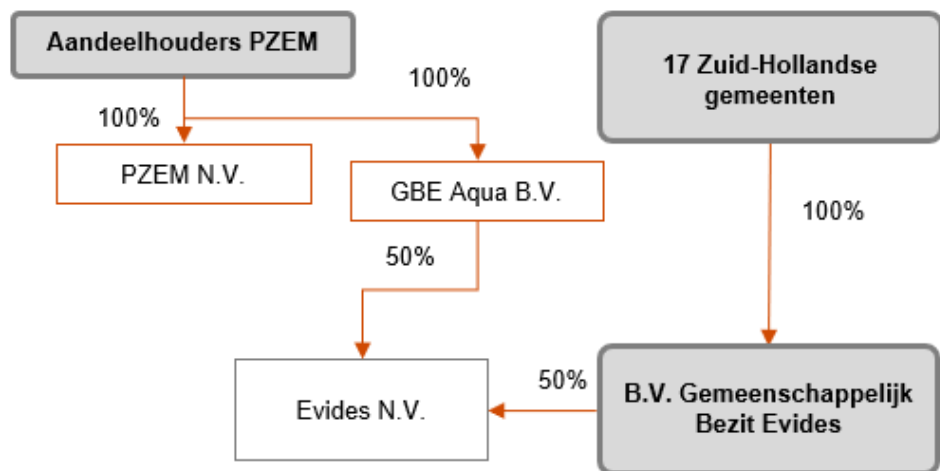 Aandeelhouders PZEM
17 Zuid-Hollandse
gemeenten
100%
100%
PZEM N.V.
GBE Aqua B.V.
100%
50%
50%
Evides N.V.
B.V. Gemeenschappelijk
Bezit Evides